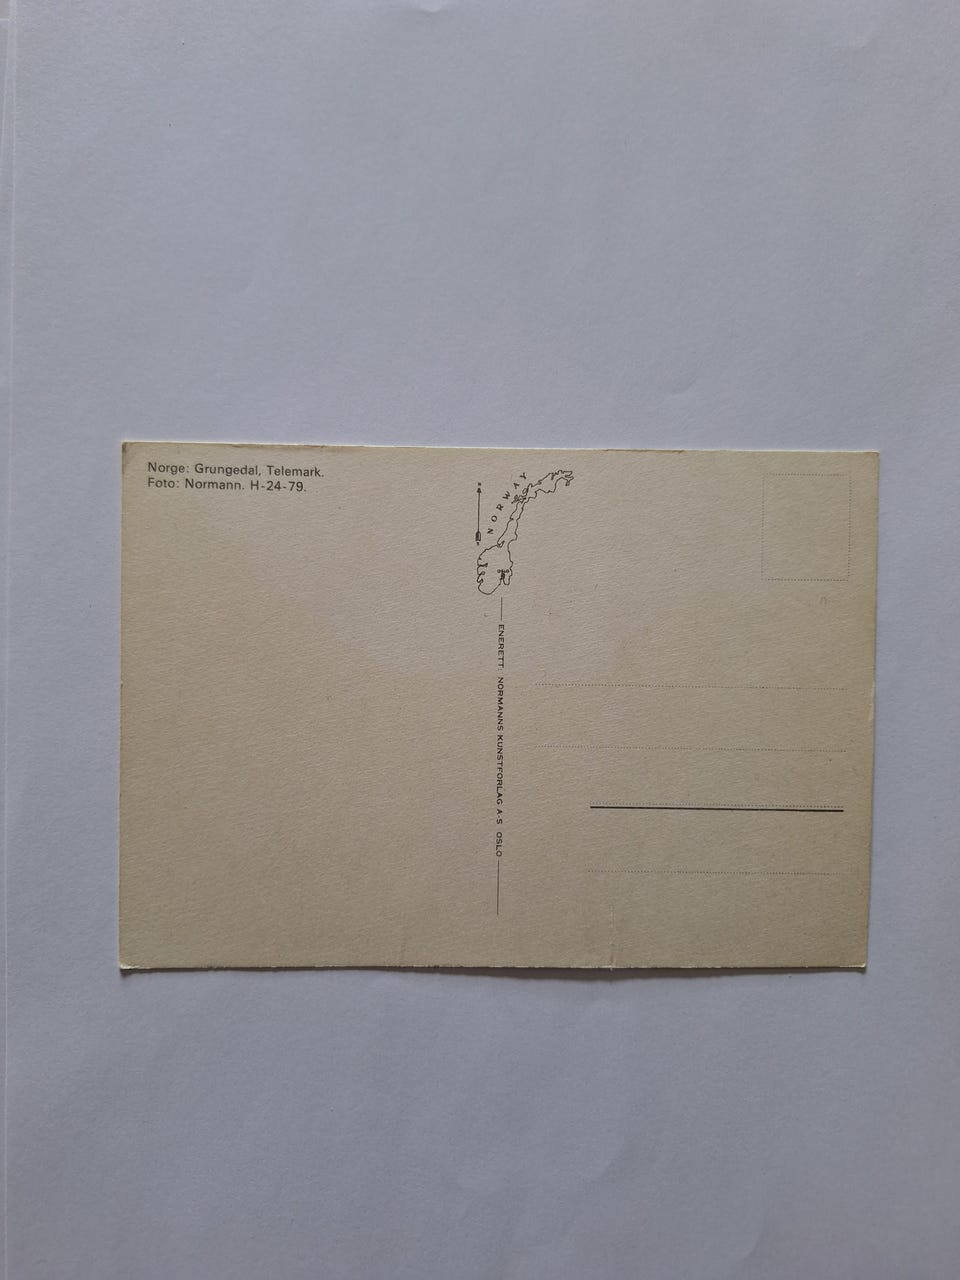 Norge: Grungedal, Telemark.
Foto: Normann. H-24-79.
NORWAY
ENERETT: NORMANNS KUNSTFORLAG A-S OSLO